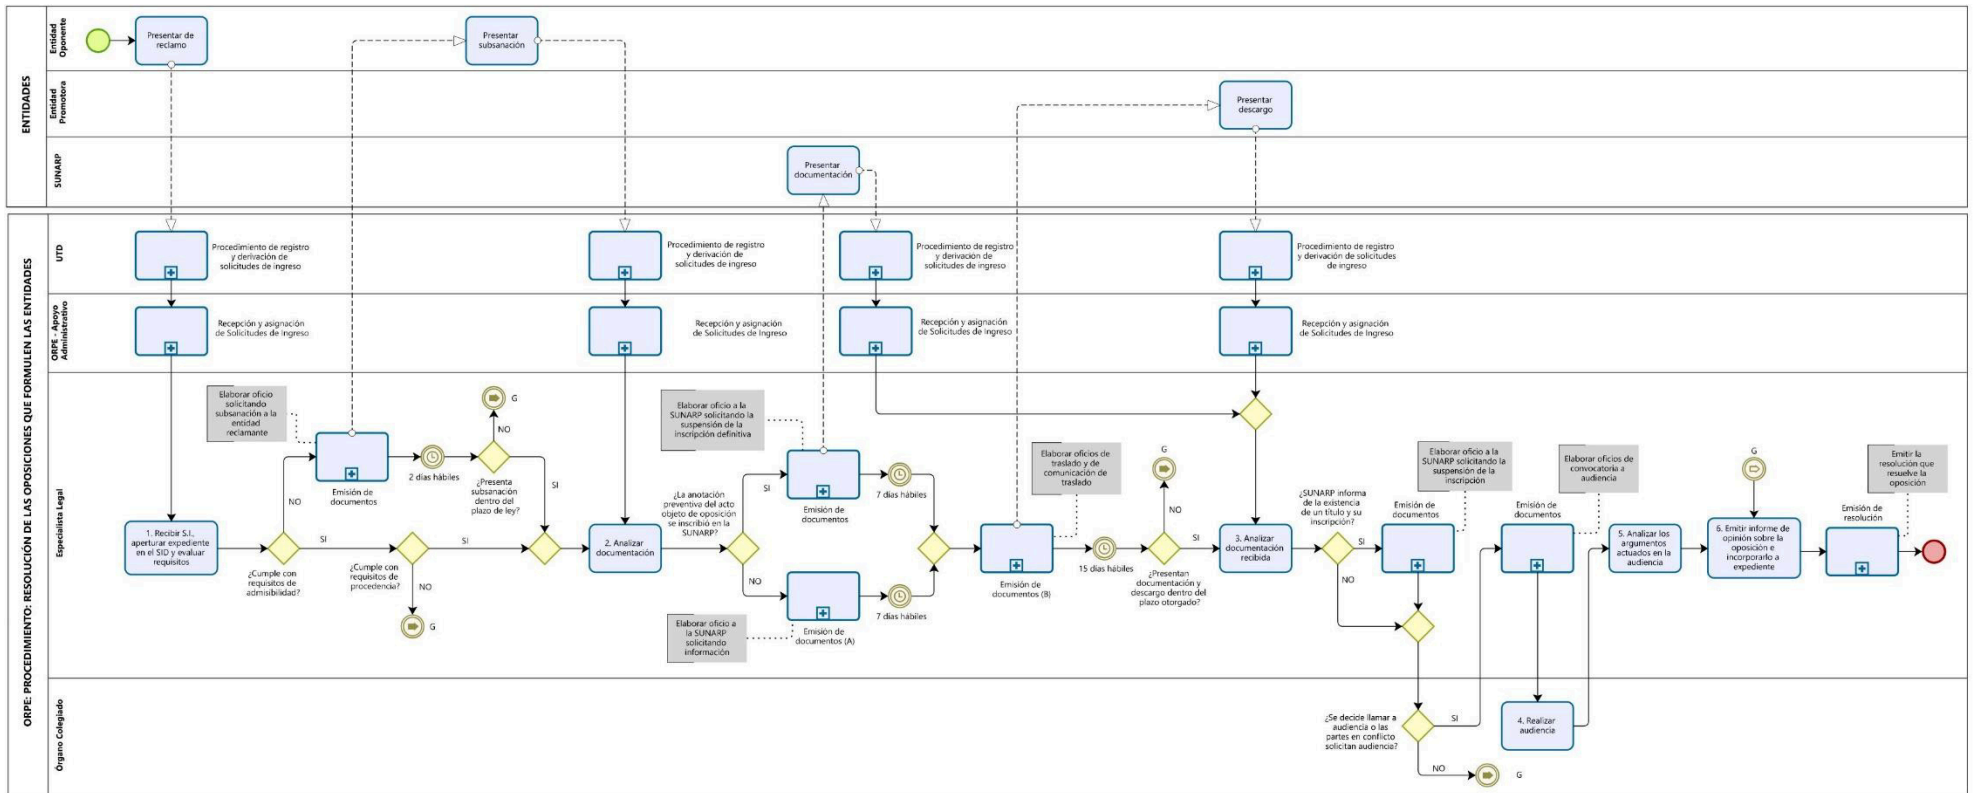 ENTIDADES
Entidad
Oponente
Presentar de
reclamo
Presentar
subsanación
Entidad
Promotora
Presentar
descargo
SUNARP
Presentar
documentación
ORPE: PROCEDIMIENTO: RESOLUCIÓN DE LAS OPOSICIONES QUE FORMULEN LAS ENTIDADES
UTD
Procedimiento de registro
y derivación de
solicitudes de ingreso
Procedimiento de registro
y derivación de
solicitudes de ingreso
Procedimiento de registro
y derivación de
solicitudes de ingreso
Procedimiento de registro
y derivación de solicitudes
de ingreso
ORPE - Apoyo
Administrativo
Recepción y asignación
de Solicitudes de Ingreso
Recepción y asignación
de Solicitudes de Ingreso
Recepción y asignación
de Solicitudes de Ingreso
Recepción y asignación
de Solicitudes de Ingreso
Especialista Legal
1. Recibir S.I.,
aperturar expediente
en el SID y evaluar
requisitos
¿Cumple con
requisitos de
admisibilidad?
NO
SI
Elaborar oficio
solicitando
subsanación a la
entidad
reclamante
Emisión de
documentos
2 días hábiles
¿Presenta
subsanación
dentro del
plazo de ley?
NO
G
SI
¿Cumple con
requisitos de
procedencia?
SI
NO
G
2. Analizar
documentación
¿La anotación
preventiva del acto
objeto de oposición
se inscribió en la
SUNARP?
SI
NO
Elaborar oficio a la
SUNARP solicitando la
suspensión de la
inscripción definitiva
Emisión de
documentos
7 días hábiles
Elaborar oficio a
la SUNARP
solicitando
información
Emisión de
documentos (A)
7 días hábiles
Elaborar oficios de
traslado y de
comunicación de
traslado
Emisión de
documentos (B)
15 días hábiles
G
NO
SI
¿Presentan
documentación y
descargo dentro del
plazo otorgado?
3. Analizar
documentación
recibida
¿SUNARP informa
de la existencia
de un título y su
inscripción?
SI
NO
Elaborar oficio a la
SUNARP solicitando la
suspensión de la
inscripción
Emisión de
documentos
Elaborar oficios de
convocatoria a
audiencia
Emisión de
documentos
5. Analizar los
argumentos
actuados en la
audiencia
G
6. Emitir informe de
opinión sobre la
oposición e
incorporarlo a
expediente
Emitir la
resolución que
resuelve la
oposición
Emisión de
resolución
Órgano Colegiado
¿Se decide llamar a
audiencia o las
partes en conflicto
solicitan audiencia?
SI
NO
G
4. Realizar
audiencia